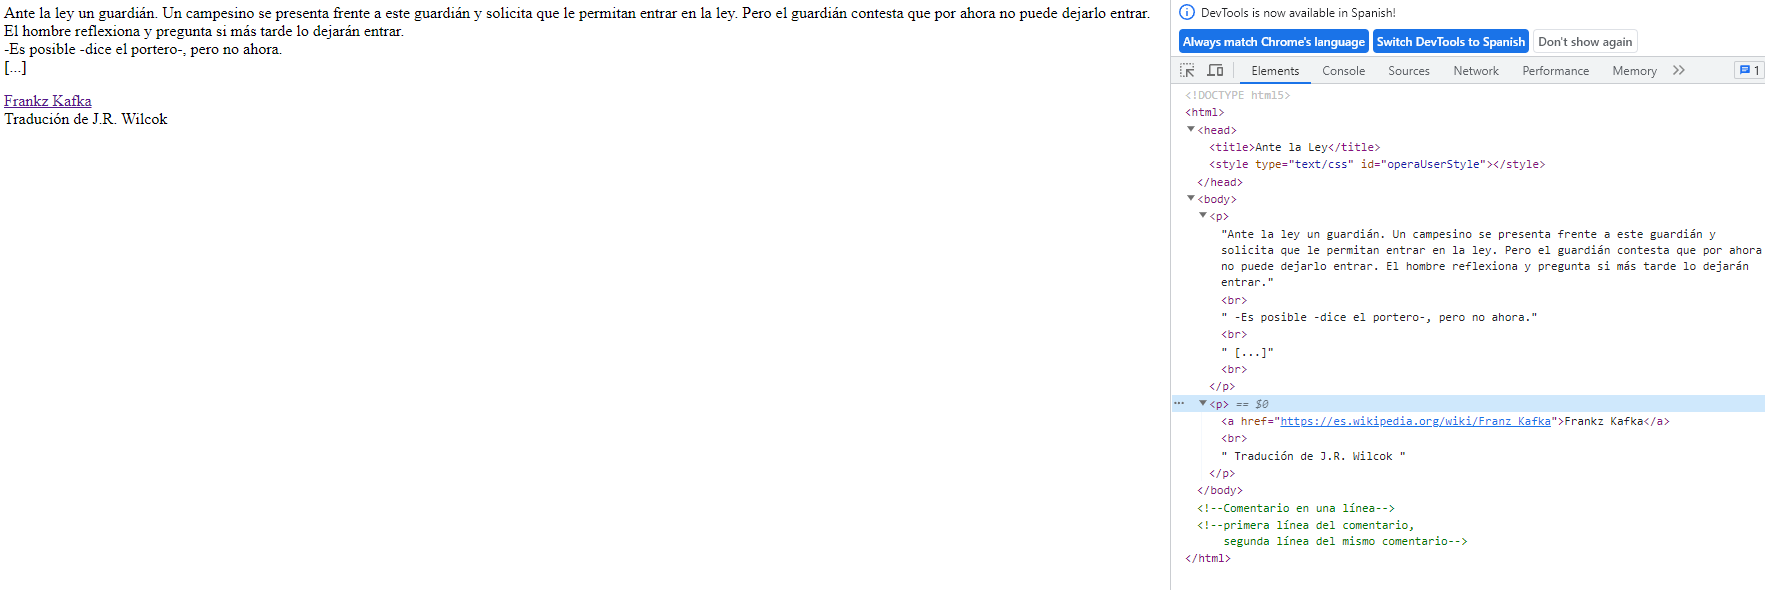 Ante la ley un guardián. Un campesino se presenta frente a este guardián y solicita que le permitan entrar en la ley. Pero el guardián contesta que por ahora no puede dejarlo entrar.
El hombre reflexiona y pregunta si más tarde lo dejarán entrar.
-Es posible -dice el portero-, pero no ahora.
[...]
Frankz Kafka
Tradución de J.R. Wilcok
DevTools is now available in Spanish!
Always match Chrome's language Switch DevTools to Spanish Don't show again
Elements Console Sources Network Performance Memory 1
<!DOCTYPE html5>
<html>
<head>
<title>Ante la Ley</title>
<style type="text/css" id="operaUserStyle"></style>
</head>
<body>
<p>
"Ante la ley un guardián. Un campesino se presenta frente a este guardián y
solicita que le permitan entrar en la ley. Pero el guardián contesta que por ahora
no puede dejarlo entrar. El hombre reflexiona y pregunta si más tarde lo dejarán
entrar."
<br>
" -Es posible -dice el portero-, pero no ahora."
<br>
" [...]"
<br>
</p>
... <p> == $0
<a href="https://es.wikipedia.org/wiki/Franz_Kafka">Frankz Kafka</a>
<br>
" Tradución de J.R. Wilcok "
</p>
</body>
<!--Comentario en una línea-->
<!--primera línea del comentario,
segunda línea del mismo comentario-->
</html>